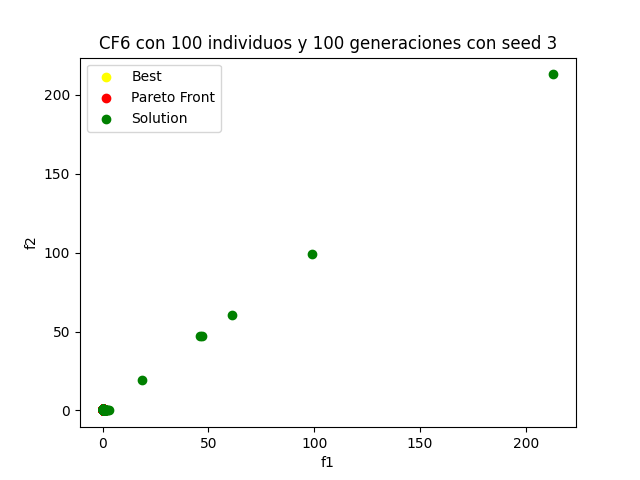 CF6 con 100 individuos y 100 generaciones con seed 3
Best
Pareto Front
Solution
200
150
100
50
0
f2
0
50
100
150
200
f1